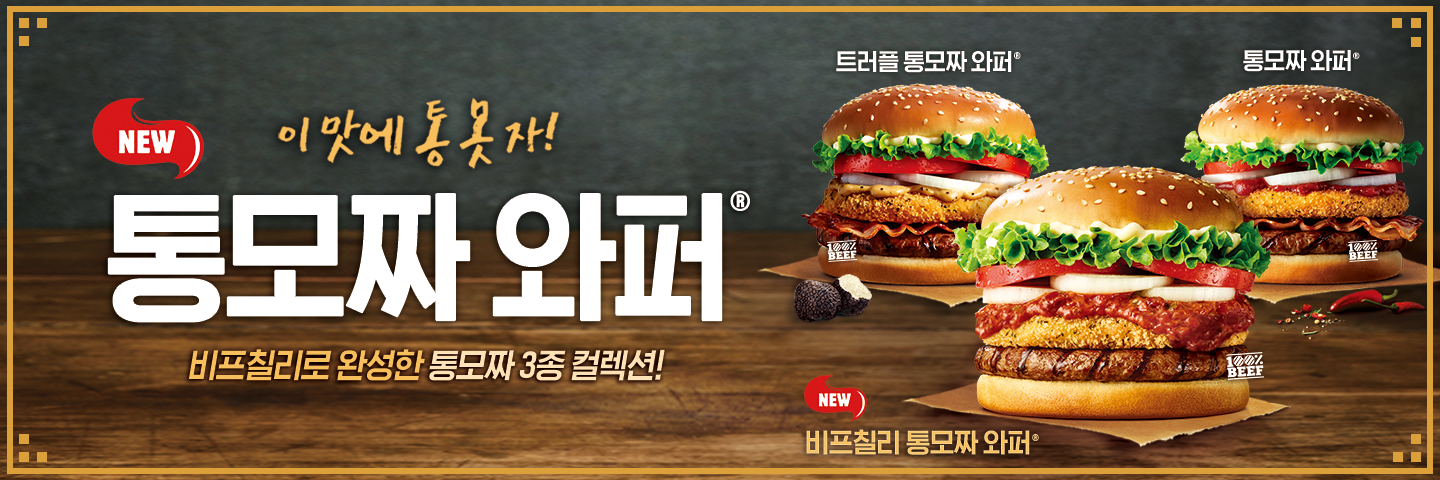 NEW
이 맛에 통 못 자!
통모짜 와퍼®
비프칠리로 완성한 통모짜 3종 컬렉션!
트러플 통모짜 와퍼®
통모짜 와퍼®
100%
BEEF
100%
BEEF
100%
BEEF
NEW
비프칠리 통모짜 와퍼®